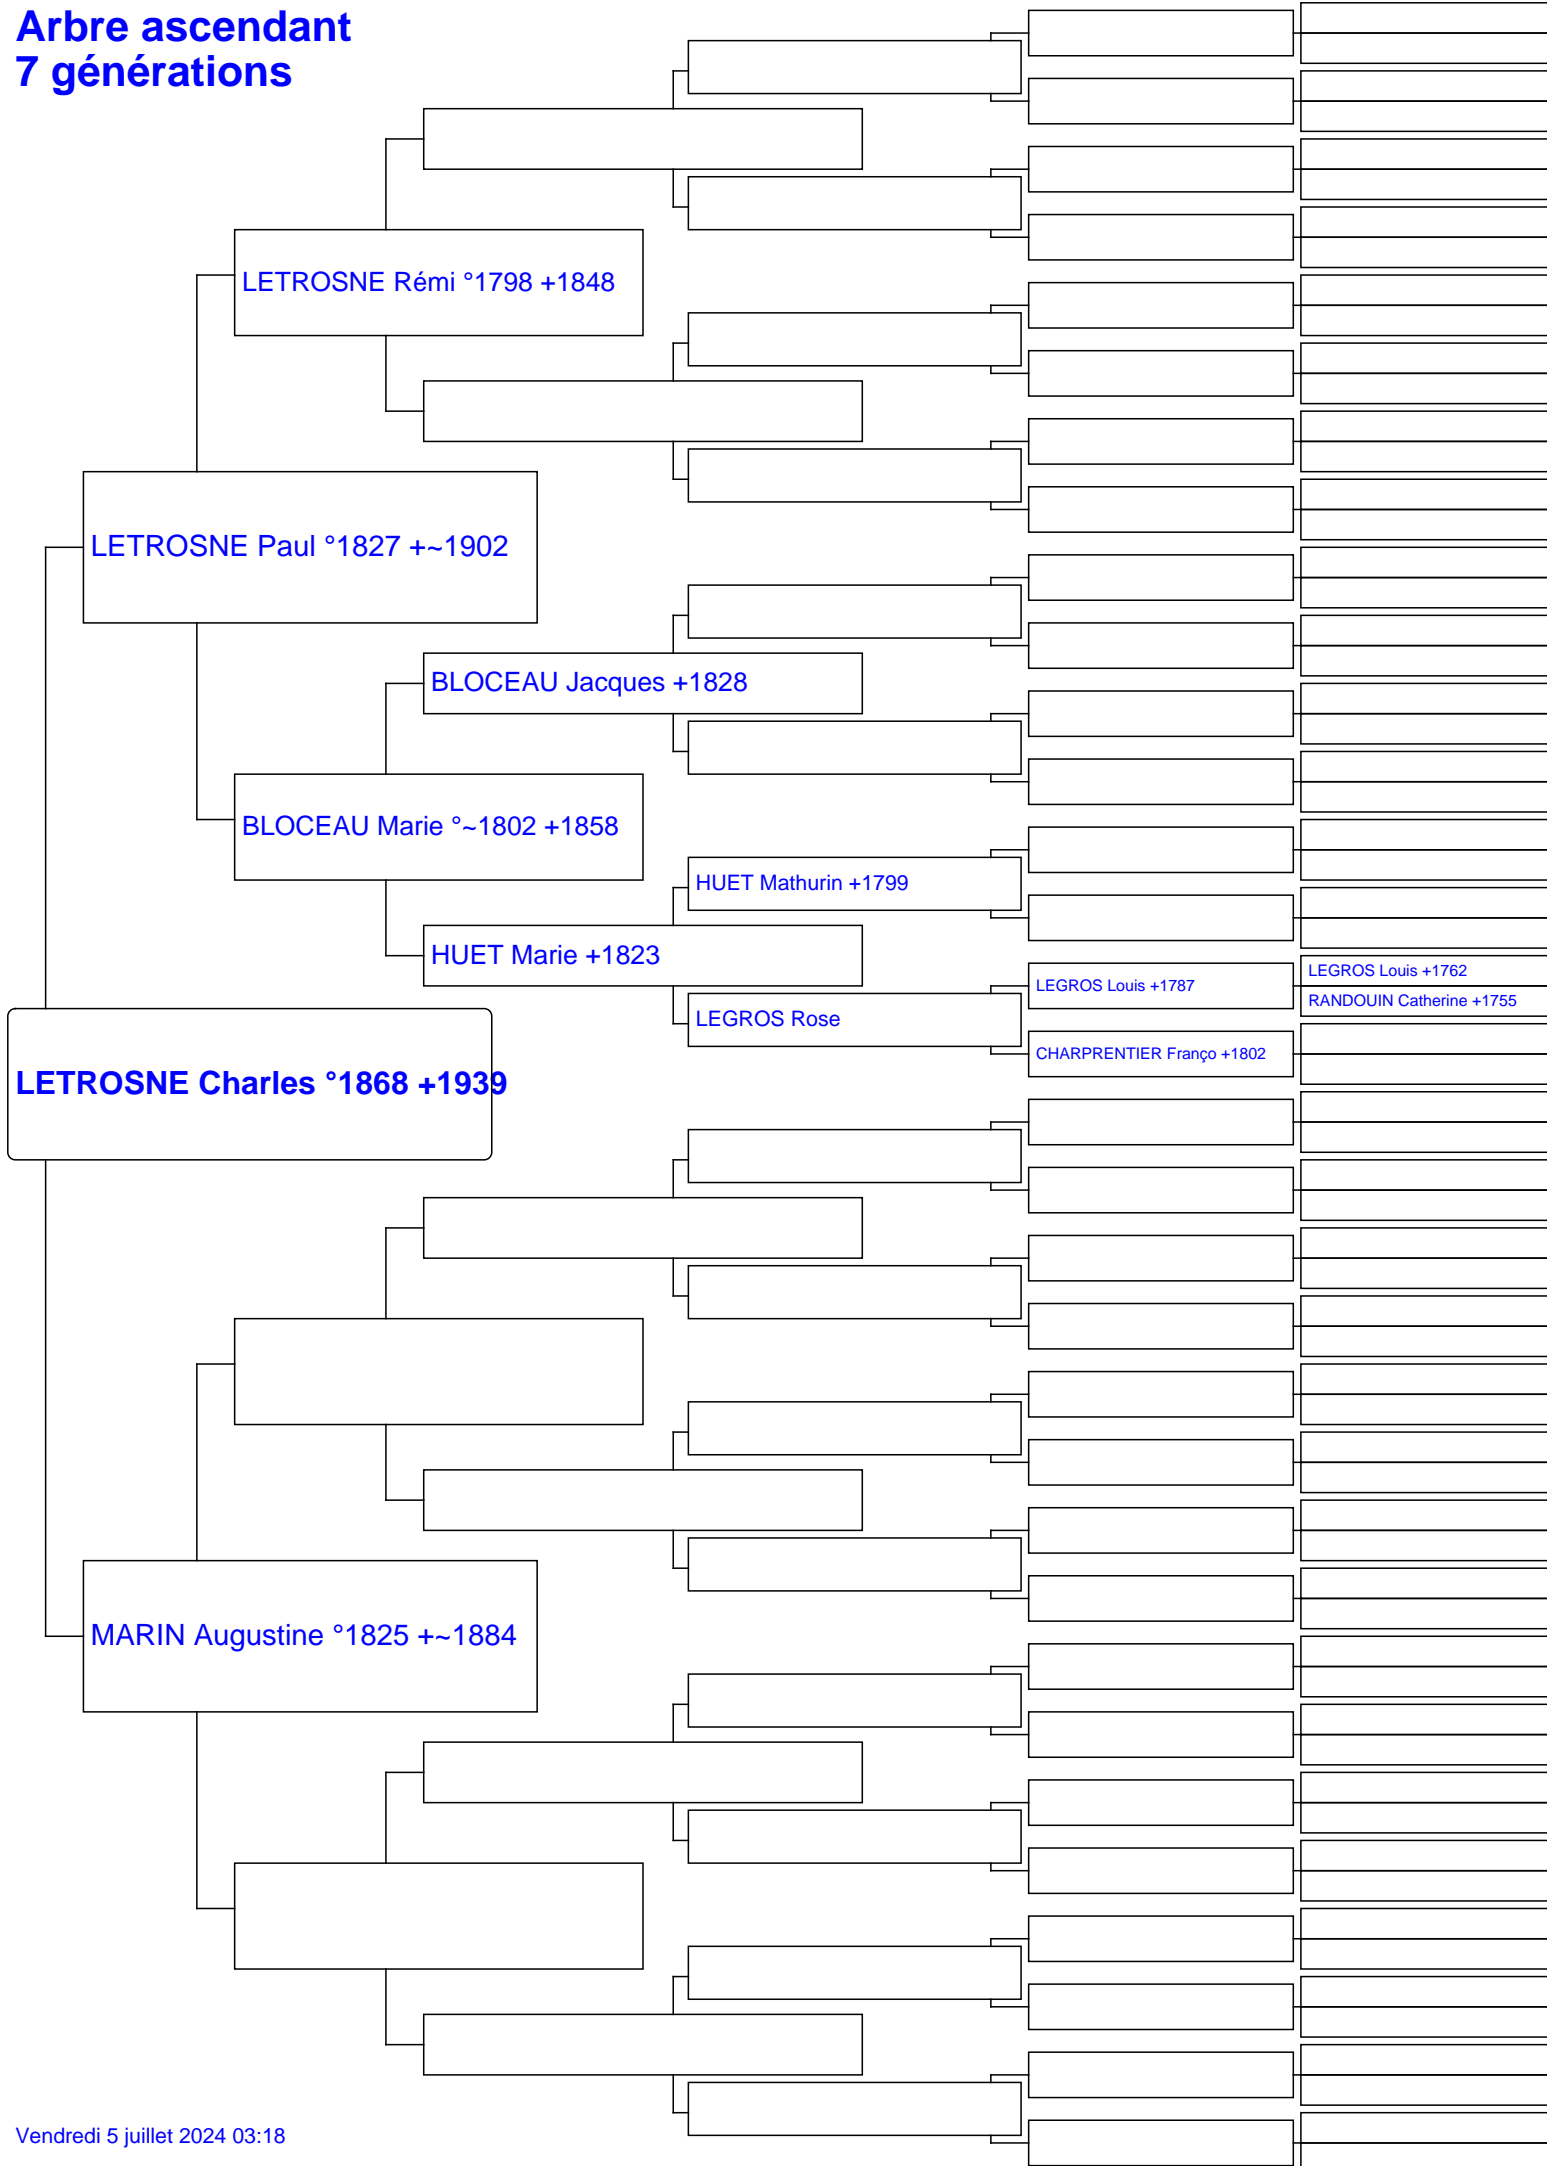 Arbre ascendant
7 générations
LETROSNE Rémi °1798 +1848
LETROSNE Paul °1827 +~1902
BLOCEAU Jacques +1828
BLOCEAU Marie °~1802 +1858
HUET Mathurin +1799
HUET Marie +1823
LEGROS Louis +1762
LEGROS Louis +1787
RANDOUIN Catherine +1755
LEGROS Rose
CHARPRENTIER Franço +1802
LETROSNE Charles °1868 +1939
MARIN Augustine °1825 +~1884
Vendredi 5 juillet 2024 03:18